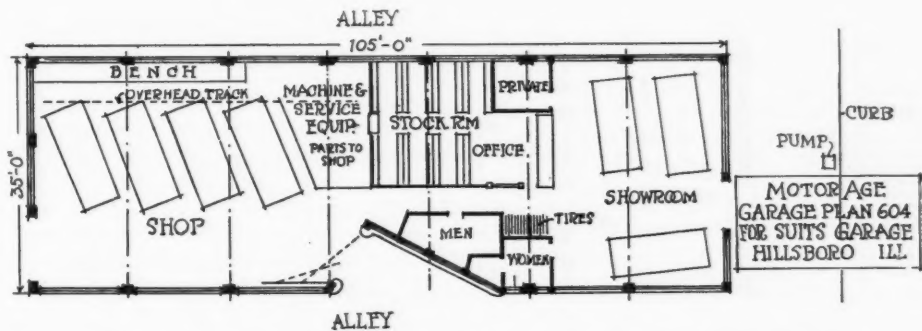 ALLEY
105'-0"
BENCH
OVERHEAD TRACK
35'-0"
SHOP
MACHINE &
SERVICE
EQUIP.
PARTS TO
SHOP
STOCK RM
PRIVATE
OFFICE
MEN
TIRES
WOMEN
SHOWROOM
CURB
PUMP
MOTOR AGE
GARAGE PLAN 604
FOR SUITS GARAGE
HILLSBORO ILL
ALLEY